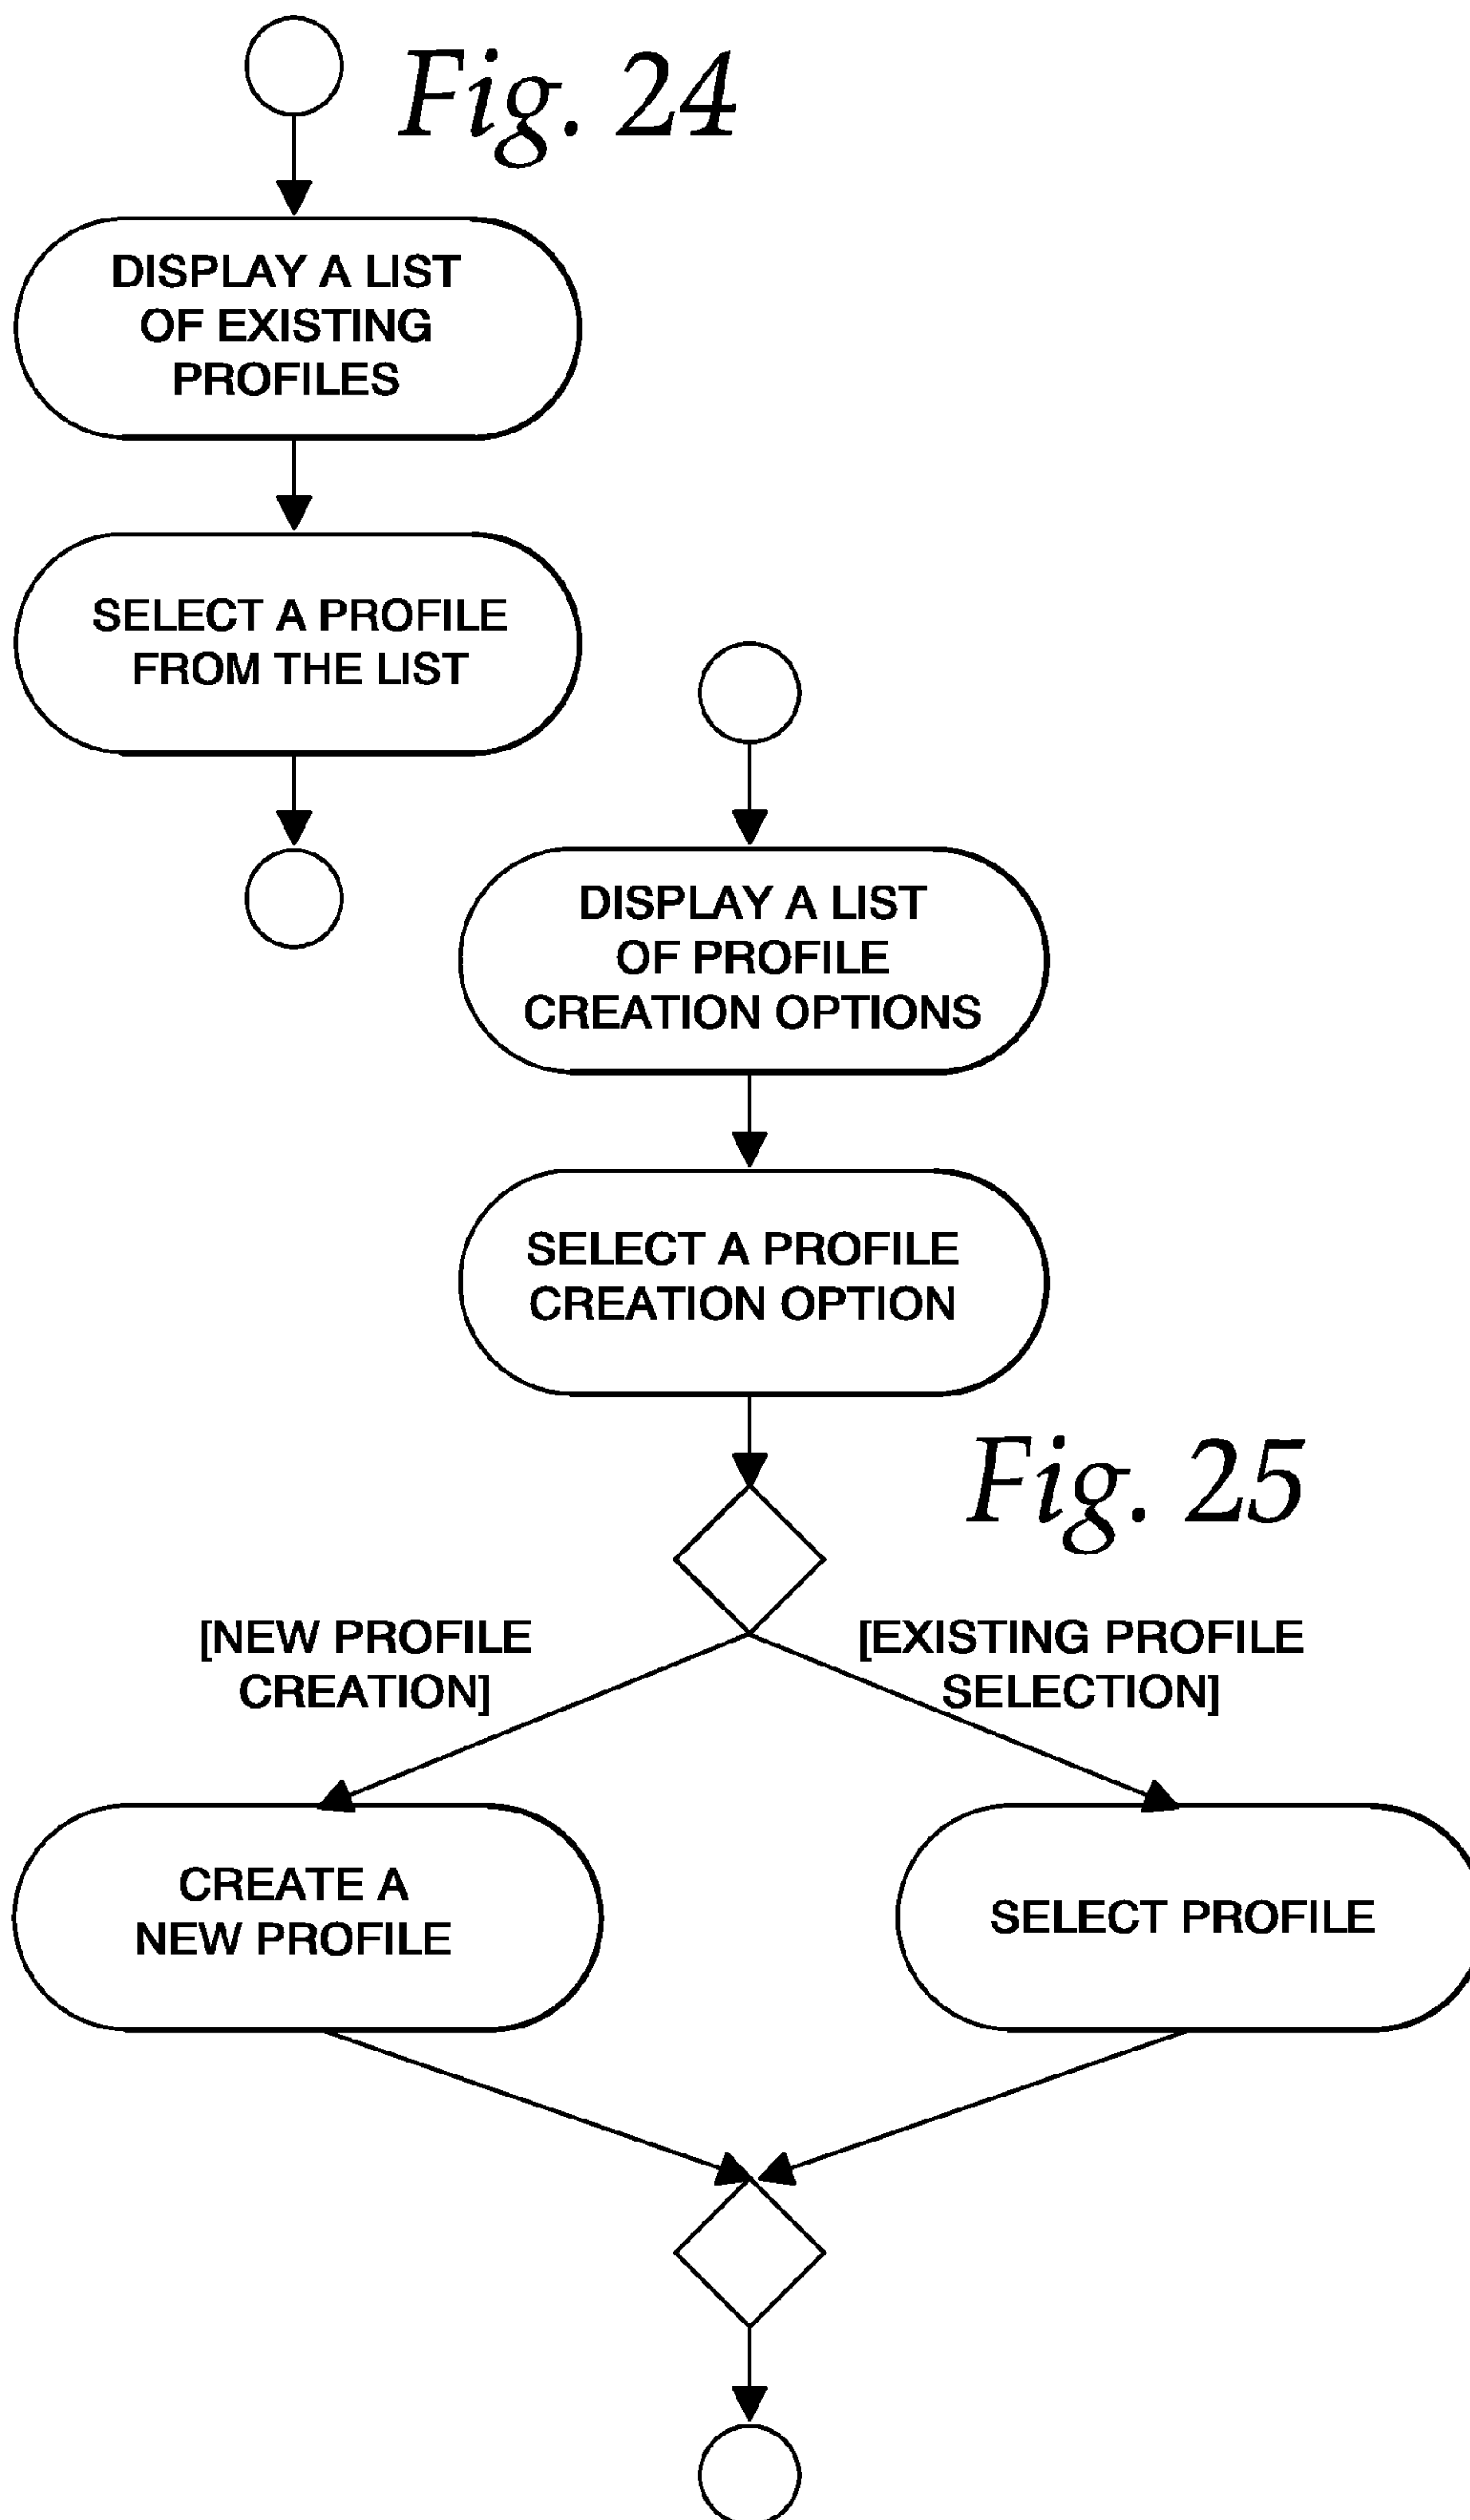 Fig. 24
DISPLAY A LIST
OF EXISTING
PROFILES
SELECT A PROFILE
FROM THE LIST
DISPLAY A LIST
OF PROFILE
CREATION OPTIONS
SELECT A PROFILE
CREATION OPTION
Fig. 25
[NEW PROFILE
CREATION]
[EXISTING PROFILE
SELECTION]
CREATE A
NEW PROFILE
SELECT PROFILE